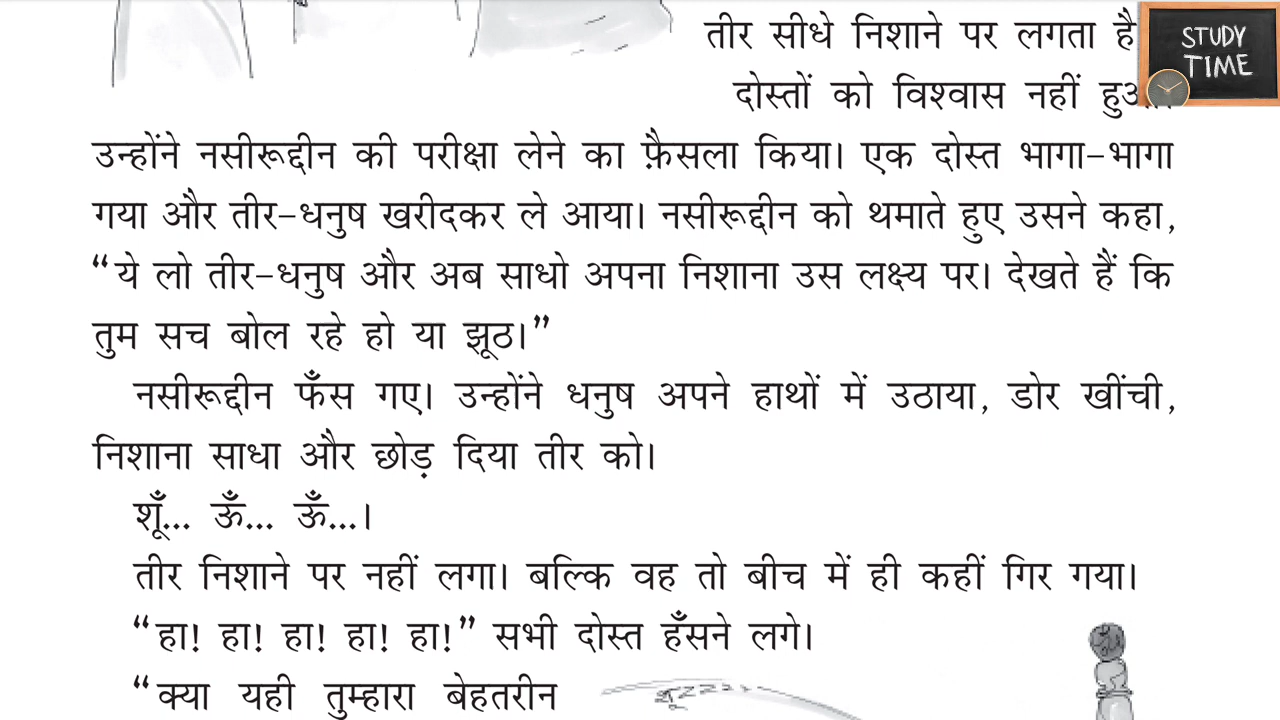 तीर सीधे निशाने पर लगता है
STUDY
TIME
दोस्तों को विश्वास नहीं
उन्होंने नसीरूद्दीन की परीक्षा लेने का फ़ैसला किया। एक दोस्त भागा-भागा
गया और तीर-धनुष खरीदकर ले आया। नसीरूद्दीन को थमाते हुए उसने कहा,
“ये लो तीर-धनुष और अब साधो अपना निशाना उस लक्ष्य पर। देखते हैं कि
तुम सच बोल रहे हो या झूठ।”
नसीरूद्दीन फँस गए। उन्होंने धनुष अपने हाथों में उठाया, डोर खींची,
निशाना साधा और छोड़ दिया तीर को।
शूँ... ऊँ... ऊँ...।
तीर निशाने पर नहीं लगा। बल्कि वह तो बीच में ही कहीं गिर गया।
“हा! हा! हा! हा! हा!” सभी दोस्त हँसने लगे।
“क्या यही तुम्हारा बेहतरीन